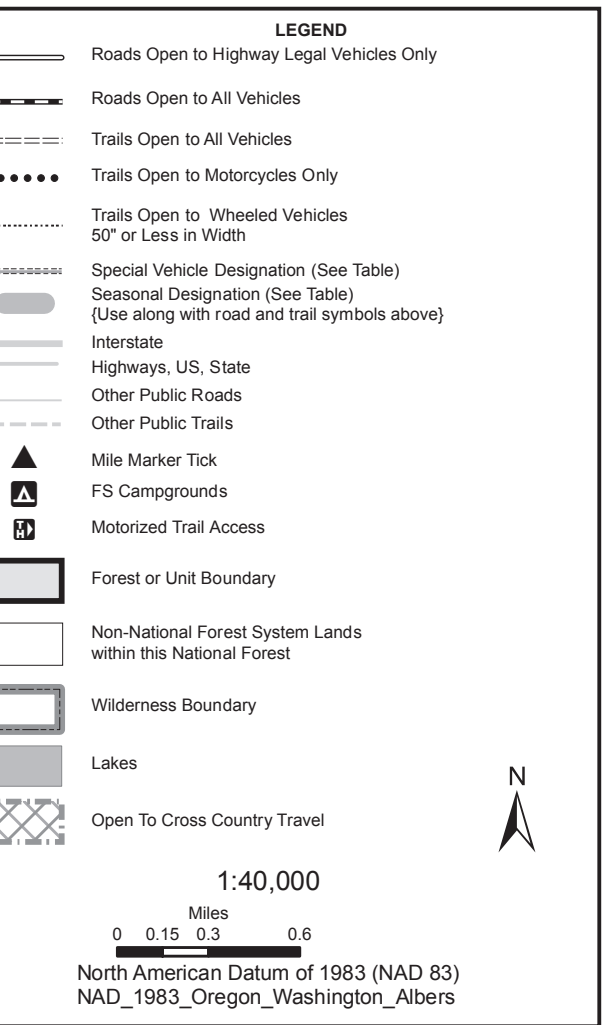 LEGEND
Roads Open to Highway Legal Vehicles Only
Roads Open to All Vehicles
Trails Open to All Vehicles
Trails Open to Motorcycles Only
Trails Open to Wheeled Vehicles
50" or Less in Width
Special Vehicle Designation (See Table)
Seasonal Designation (See Table)
{Use along with road and trail symbols above}
Interstate
Highways, US, State
Other Public Roads
Other Public Trails
Mile Marker Tick
FS Campgrounds
TH
Motorized Trail Access
Forest or Unit Boundary
Non-National Forest System Lands
within this National Forest
Wilderness Boundary
Lakes
N
Open To Cross Country Travel
1:40,000
Miles
0 0.15 0.3 0.6
North American Datum of 1983 (NAD 83)
NAD_1983_Oregon_Washington_Albers